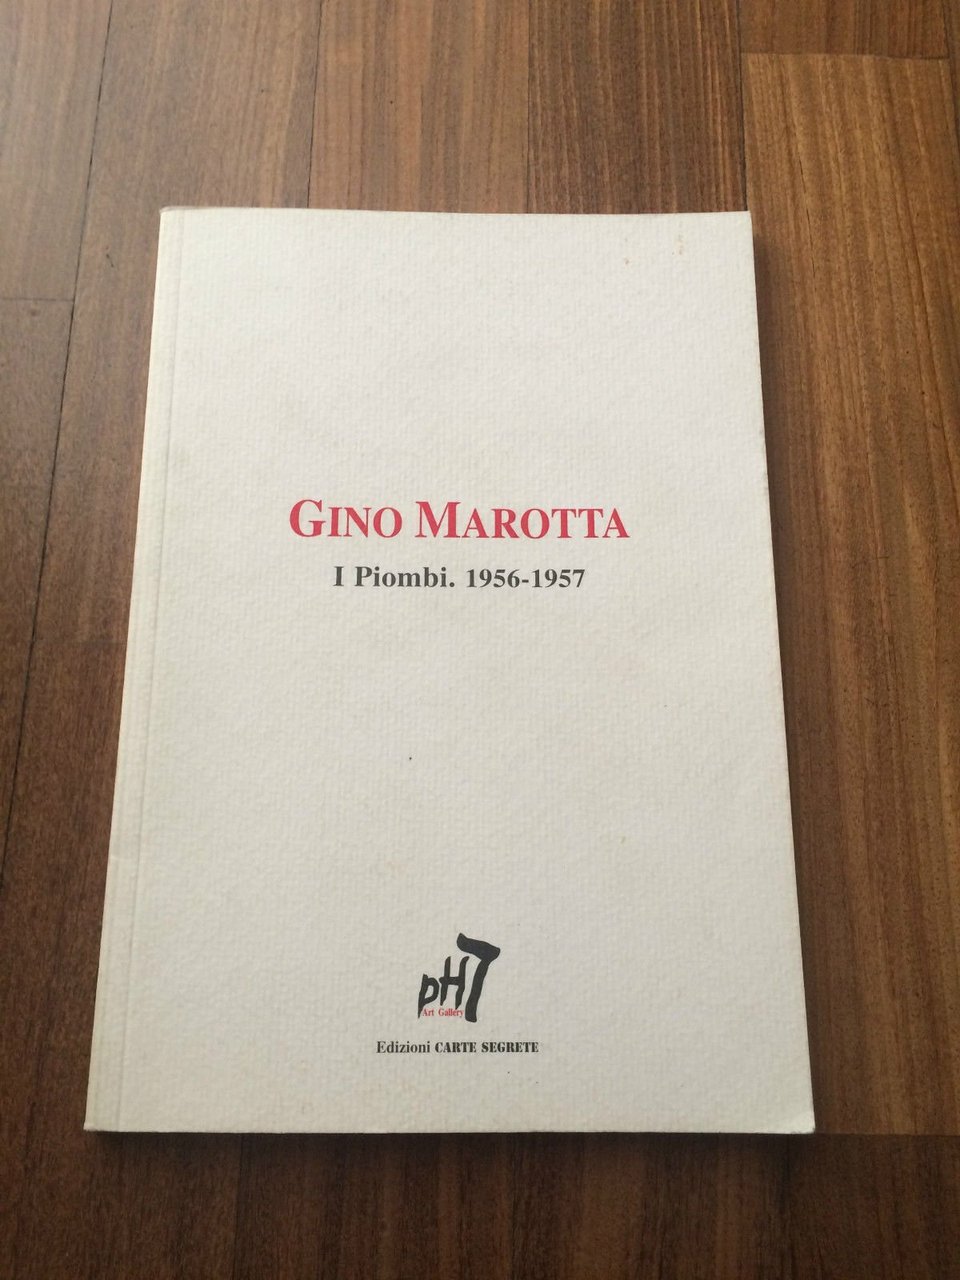 GINO MAROTTA
I Piombi. 1956-1957
pH7
Art Gallery
Edizioni CARTE SEGRETE